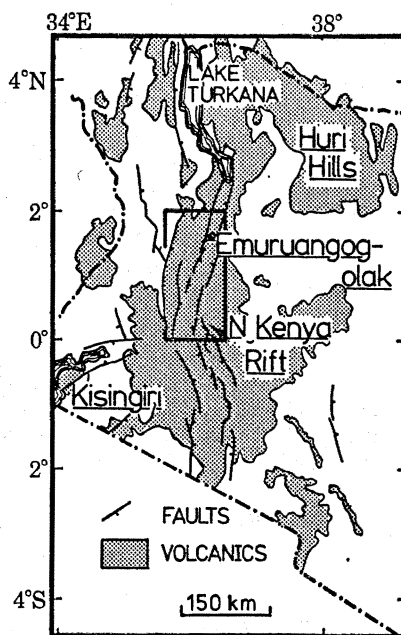 34°E
38°
4°N
LAKE
TURKANA
Huri
Hills
2°
Emuruangog-
olak
0°
N Kenya
Rift
Kisingiri
2°
FAULTS
VOLCANICS
4°S
150 km